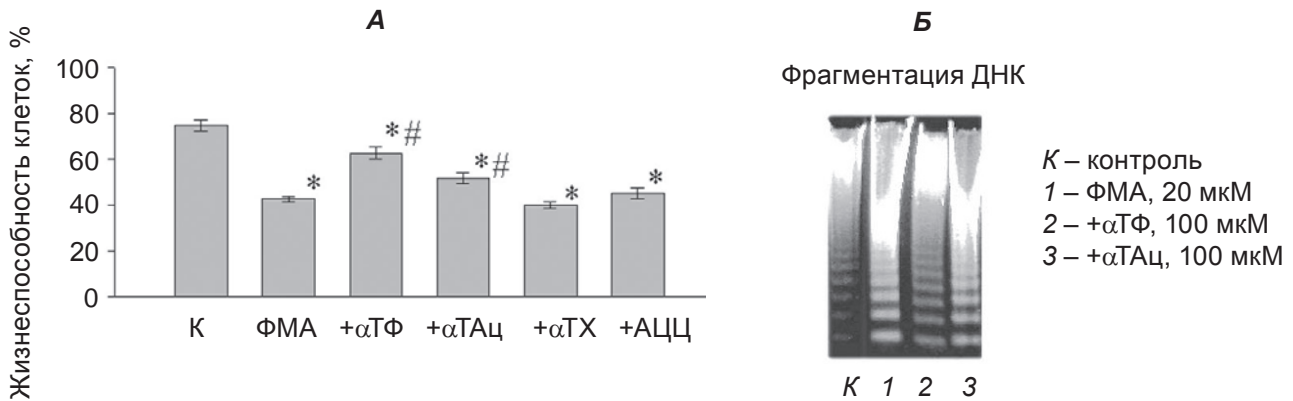 А
Жизнеспособность клеток, %
100
80
60
40
20
0
*
*#
*#
*
*
К ФМА +αТФ +αТАц +αТХ +АЦЦ
Б
Фрагментация ДНК
К 1 2 3
К – контроль
1 – ФМА, 20 мкМ
2 – +αТФ, 100 мкМ
3 – +αТАц, 100 мкМ